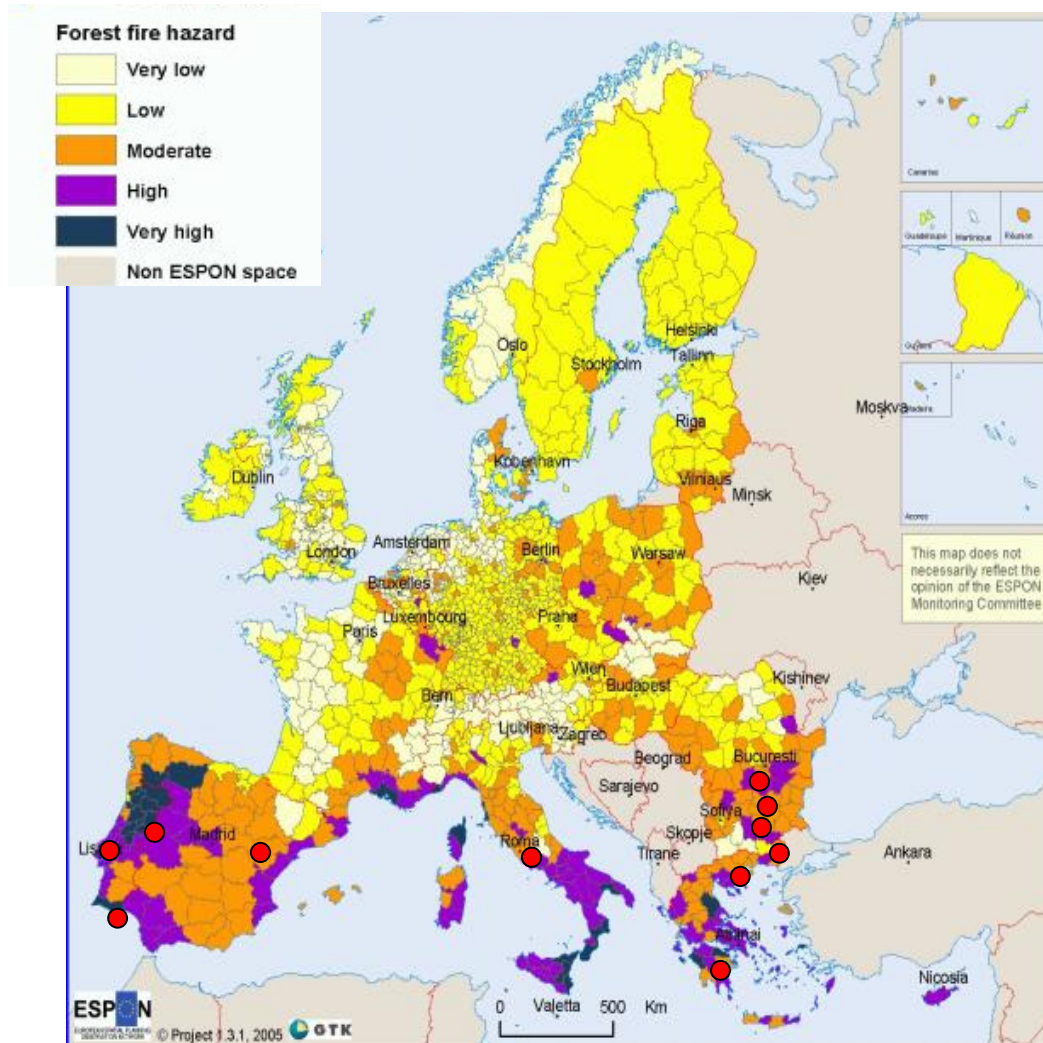 Forest fire hazard
Very low
Low
Moderate
High
Very high
Non ESPON space
Canarias
Guadeloupe
Martinique
Réunion
Guyane
Madeira
Acores
This map does not
necessarily reflect the
opinion of the ESPON
Monitoring Committee
Helsinki
Oslo
Tallinn
Stockholm
Moskva
Riga
København
Dublin
Vilniaus
Minsk
Amsterdam
Berlin
Warsaw
London
Kiev
Bruxelles
Luxembourg
Praha
Paris
Wien
Kishinev
Budapest
Bern
Ljubljana
Zagreb
Beograd
Bucuresti
Sarajevo
Sofiya
Madrid
Roma
Skopje
Lis
Tirane
Ankara
Athinai
Nicosia
Valetta
0 500 Km
ESPON
© Project 1.3.1, 2005 GTK